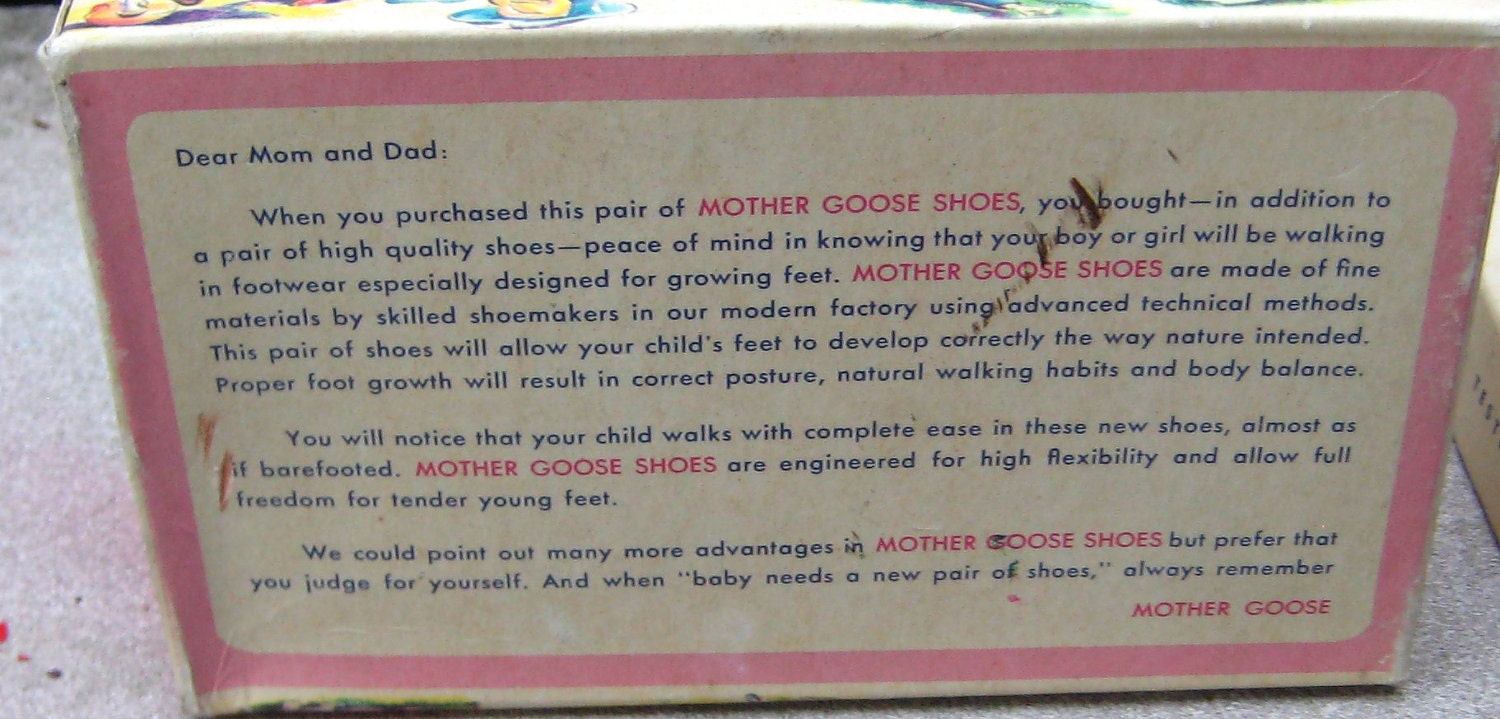 Dear Mom and Dad:
When you purchased this pair of MOTHER GOOSE SHOES, you bought—in addition to
a pair of high quality shoes—peace of mind in knowing that your boy or girl will be walking
in footwear especially designed for growing feet. MOTHER GOOSE SHOES are made of fine
materials by skilled shoemakers in our modern factory using advanced technical methods.
This pair of shoes will allow your child's feet to develop correctly the way nature intended.
Proper foot growth will result in correct posture, natural walking habits and body balance.
You will notice that your child walks with complete ease in these new shoes, almost as
if barefooted. MOTHER GOOSE SHOES are engineered for high flexibility and allow full
freedom for tender young feet.
We could point out many more advantages in MOTHER GOOSE SHOES but prefer that
you judge for yourself. And when "baby needs a new pair of shoes," always remember
MOTHER GOOSE